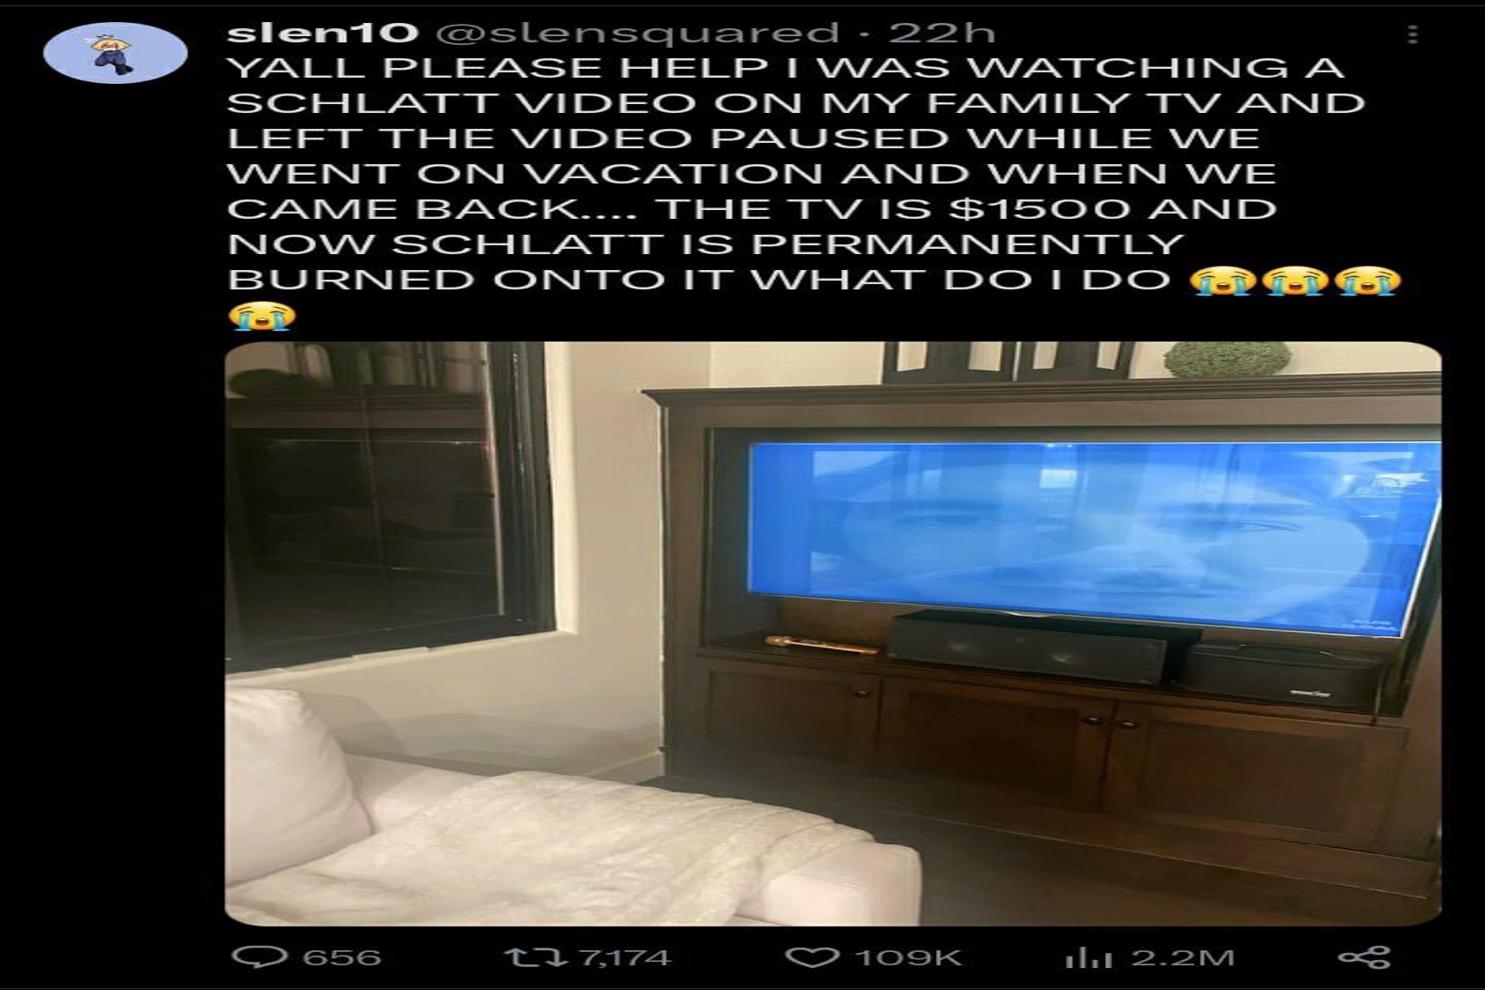 slen10 @slensquared · 22h
YALL PLEASE HELP I WAS WATCHING A
SCHLATT VIDEO ON MY FAMILY TV AND
LEFT THE VIDEO PAUSED WHILE WE
WENT ON VACATION AND WHEN WE
CAME BACK.... THE TV IS $1500 AND
NOW SCHLATT IS PERMANENTLY
BURNED ONTO IT WHAT DO I DO 😭😭😭
😭
656 7,174 109K 2.2M